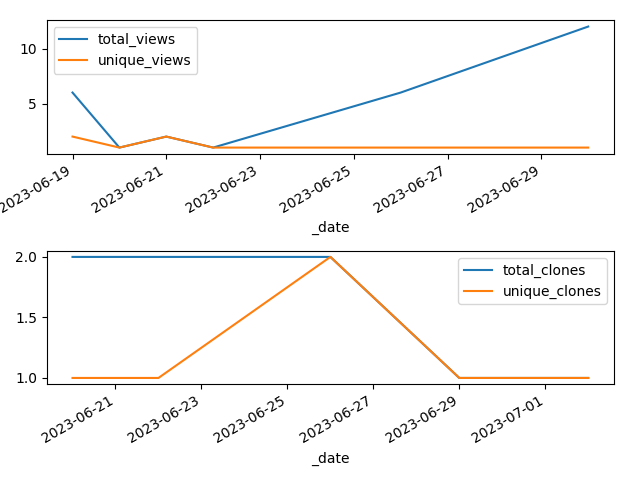 total_views
unique_views
10
5
2023-06-19
2023-06-21
2023-06-23
2023-06-25
2023-06-27
2023-06-29
_date
total_clones
unique_clones
2.0
1.5
1.0
2023-06-21
2023-06-23
2023-06-25
2023-06-27
2023-06-29
2023-07-01
_date